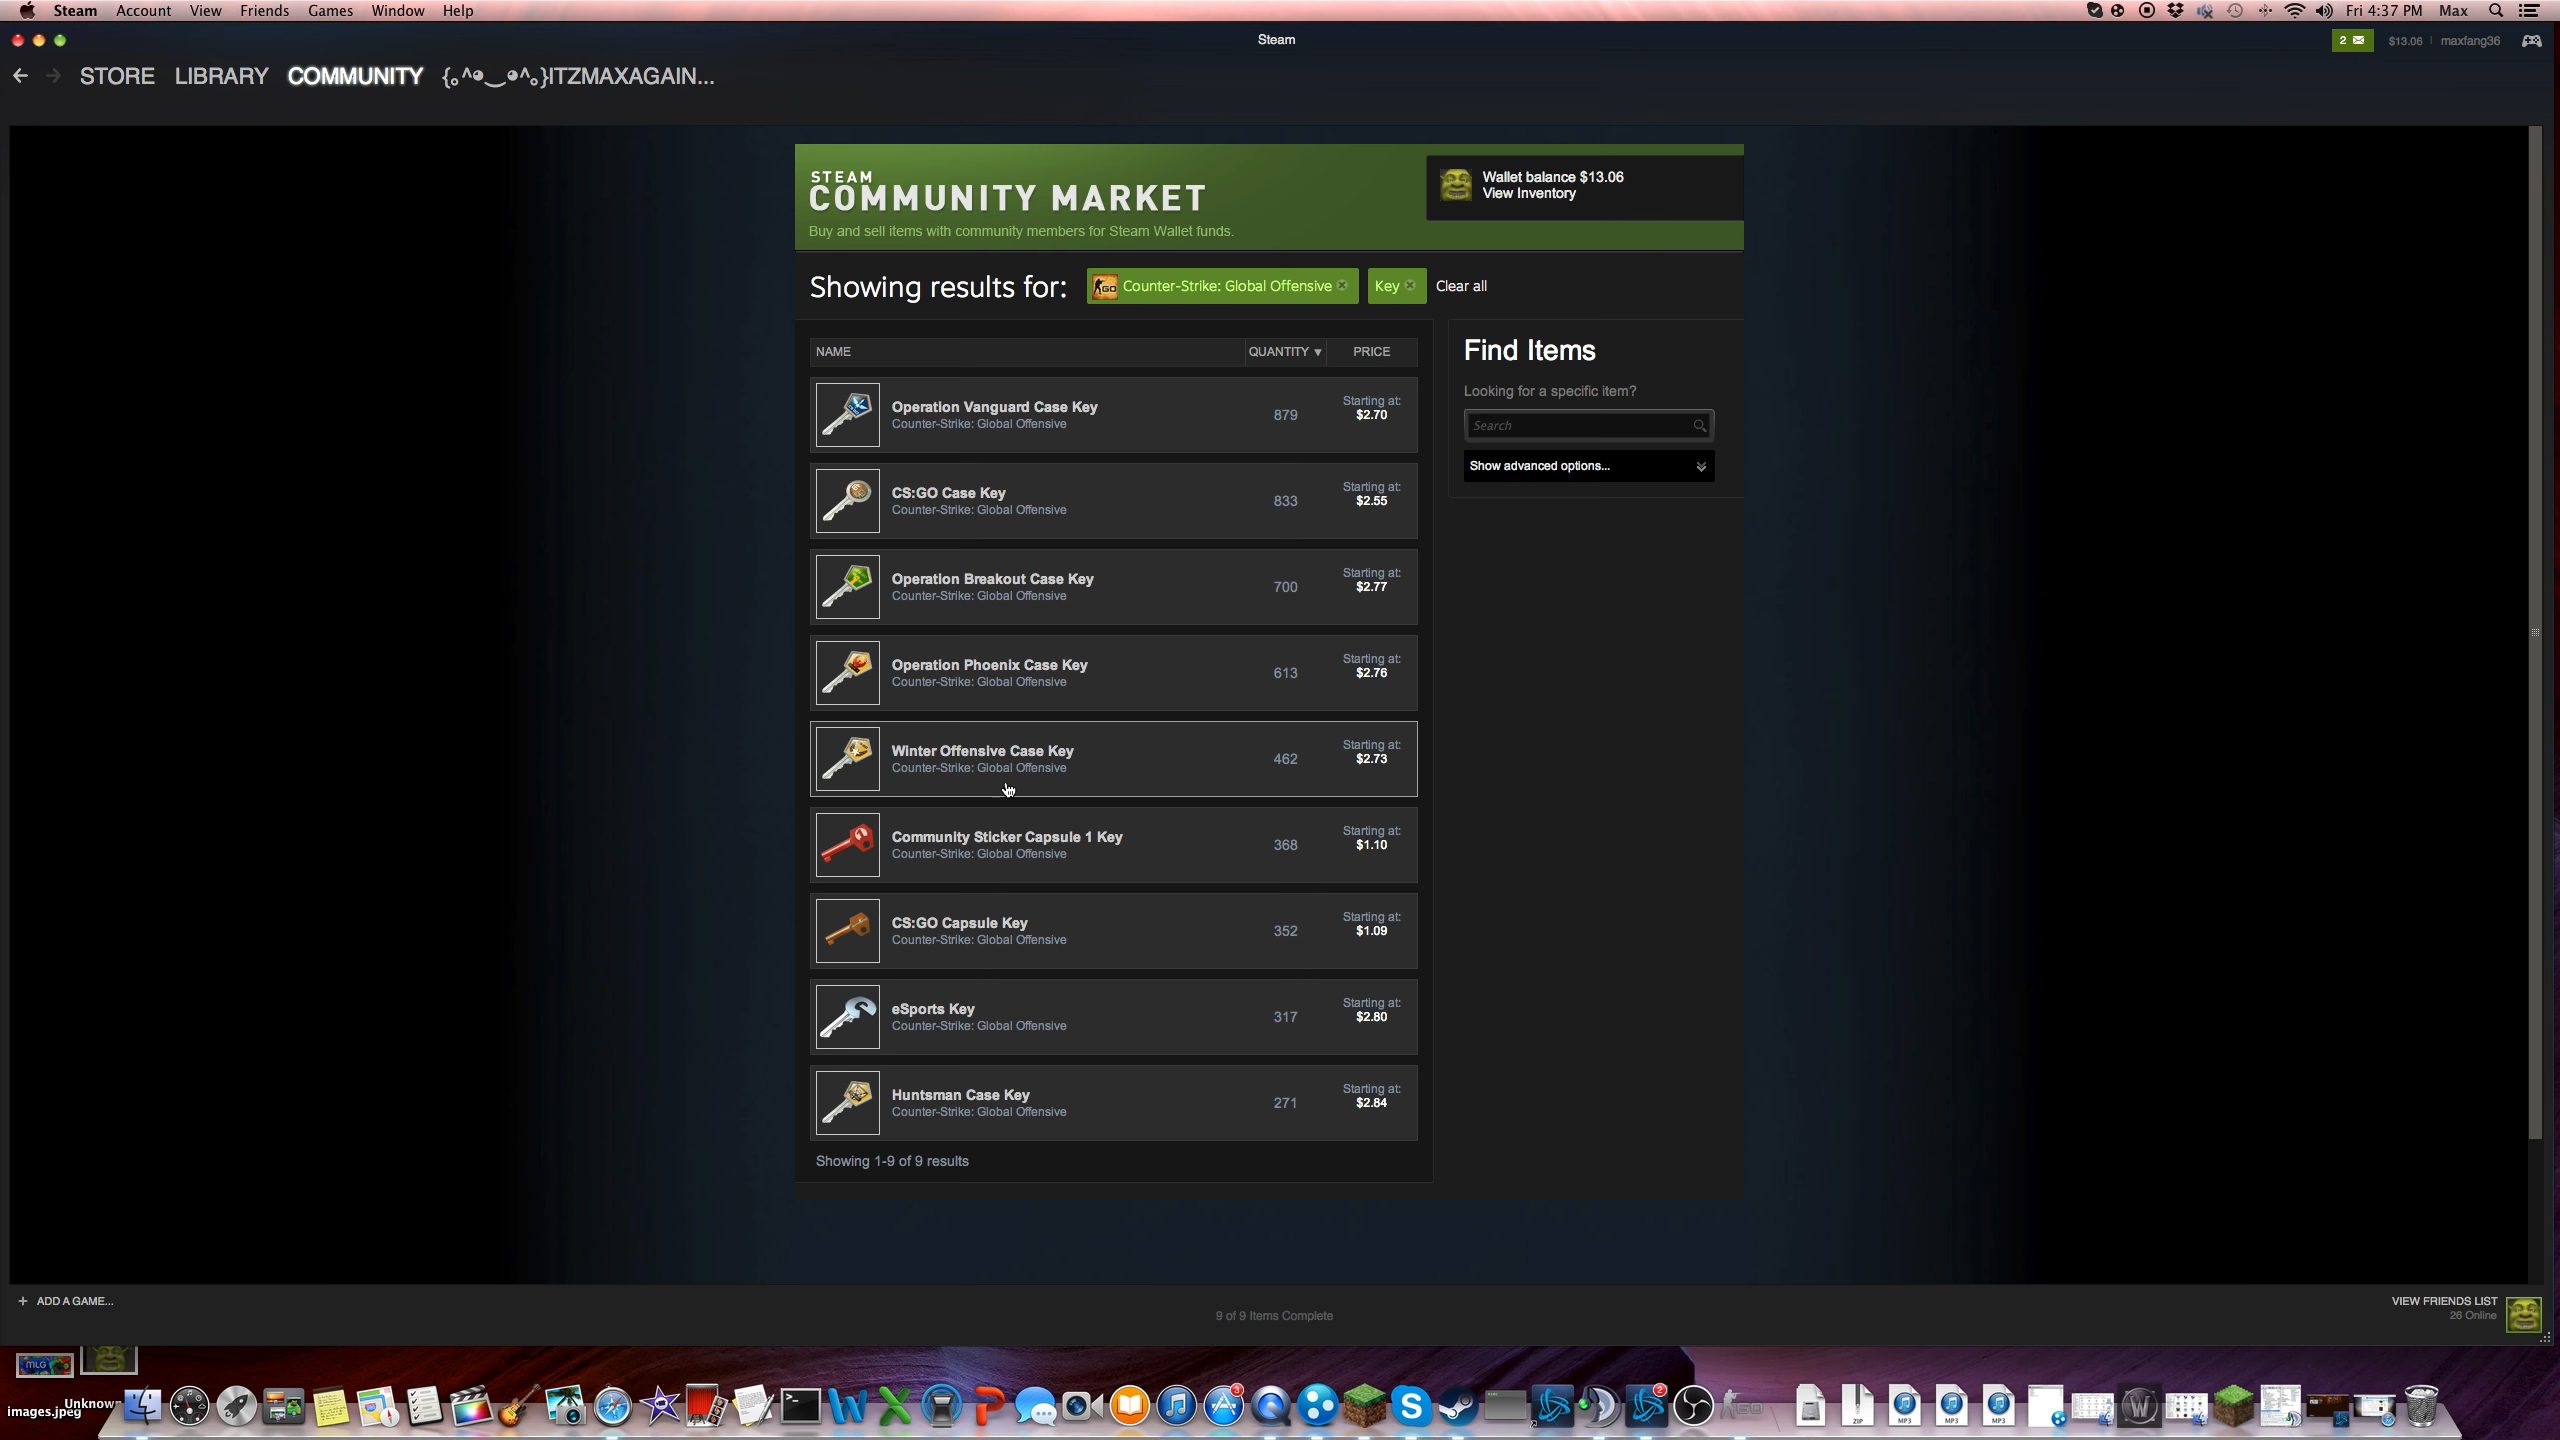 Steam Account View Friends Games Window Help
Fri 4:37 PM Max
Steam
2
$13.06 maxfang36
STORE LIBRARY COMMUNITY {｡^◕‿◕^｡}ITZMAXAGAIN...
STEAM
COMMUNITY MARKET
Buy and sell items with community members for Steam Wallet funds.
Wallet balance $13.06
View Inventory
Showing results for: Counter-Strike: Global Offensive Key Clear all
NAME QUANTITY ▼ PRICE
Operation Vanguard Case Key
Counter-Strike: Global Offensive
879
Starting at:
$2.70
CS:GO Case Key
Counter-Strike: Global Offensive
833
Starting at:
$2.55
Operation Breakout Case Key
Counter-Strike: Global Offensive
700
Starting at:
$2.77
Operation Phoenix Case Key
Counter-Strike: Global Offensive
613
Starting at:
$2.76
Winter Offensive Case Key
Counter-Strike: Global Offensive
462
Starting at:
$2.73
Community Sticker Capsule 1 Key
Counter-Strike: Global Offensive
368
Starting at:
$1.10
CS:GO Capsule Key
Counter-Strike: Global Offensive
352
Starting at:
$1.09
eSports Key
Counter-Strike: Global Offensive
317
Starting at:
$2.80
Huntsman Case Key
Counter-Strike: Global Offensive
271
Starting at:
$2.84
Showing 1-9 of 9 results
Find Items
Looking for a specific item?
Search
Show advanced options...
+ ADD A GAME...
9 of 9 Items Complete
VIEW FRIENDS LIST
26 Online
MLG
Unknown
images.jpeg
3
2
ZIP
MP3
MP3
MP3